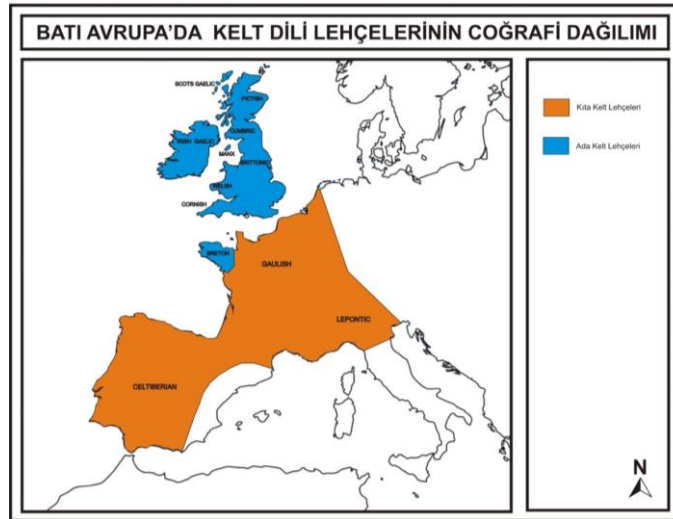 BATI AVRUPA'DA KELT DİLİ LEHÇELERİNİN COĞRAFİ DAĞILIMI
SCOTS GAELIC
PICTISH
CUMBRIC
IRISH GAELIC
MANX
BRITTONIC
WELSH
CORNISH
BRETON
GAULISH
LEPONTIC
CELTIBERIAN
Kıta Kelt Lehçeleri
Ada Kelt Lehçeleri
N